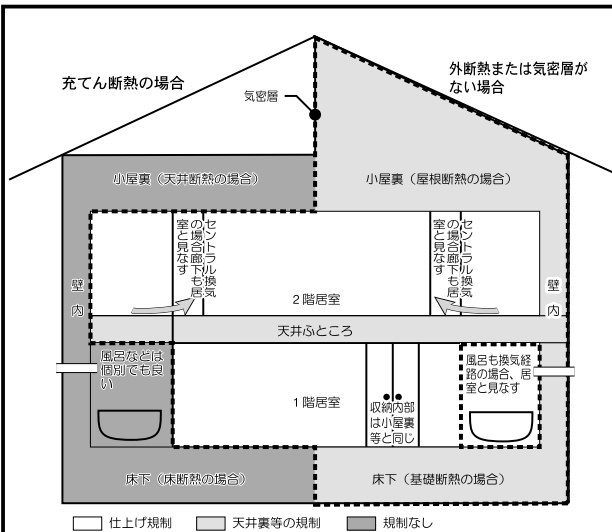 充てん断熱の場合
外断熱または気密層が
ない場合
気密層
小屋裏（天井断熱の場合）
小屋裏（屋根断熱の場合）
セントラル換気
の場合廊下も居
室と見なす
セントラル換気
の場合廊下も居
室と見なす
壁内
2階居室
壁内
天井ふところ
風呂などは
個別でも良
い
風呂も換気経
路の場合、居
室と見なす
1階居室
収納内部
は小屋裏
等と同じ
床下（床断熱の場合）
床下（基礎断熱の場合）
仕上げ規制
天井裏等の規制
規制なし